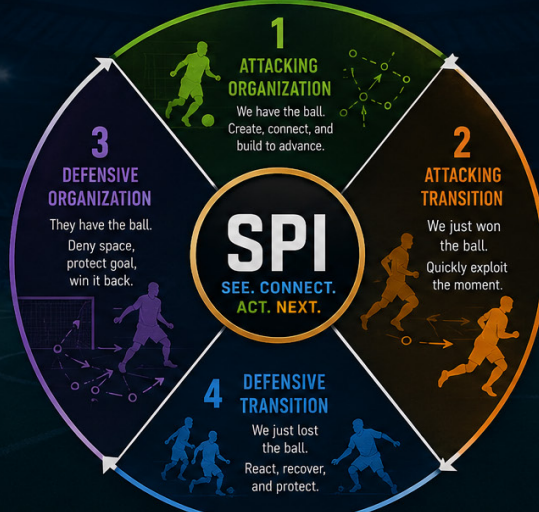 1
ATTACKING
ORGANIZATION
We have the ball.
Create, connect, and
build to advance.
2
ATTACKING
TRANSITION
We just won
the ball.
Quickly exploit
the moment.
3
DEFENSIVE
ORGANIZATION
They have the ball.
Deny space,
protect goal,
win it back.
SPI
SEE. CONNECT.
ACT. NEXT.
4
DEFENSIVE
TRANSITION
We just lost
the ball.
React, recover,
and protect.